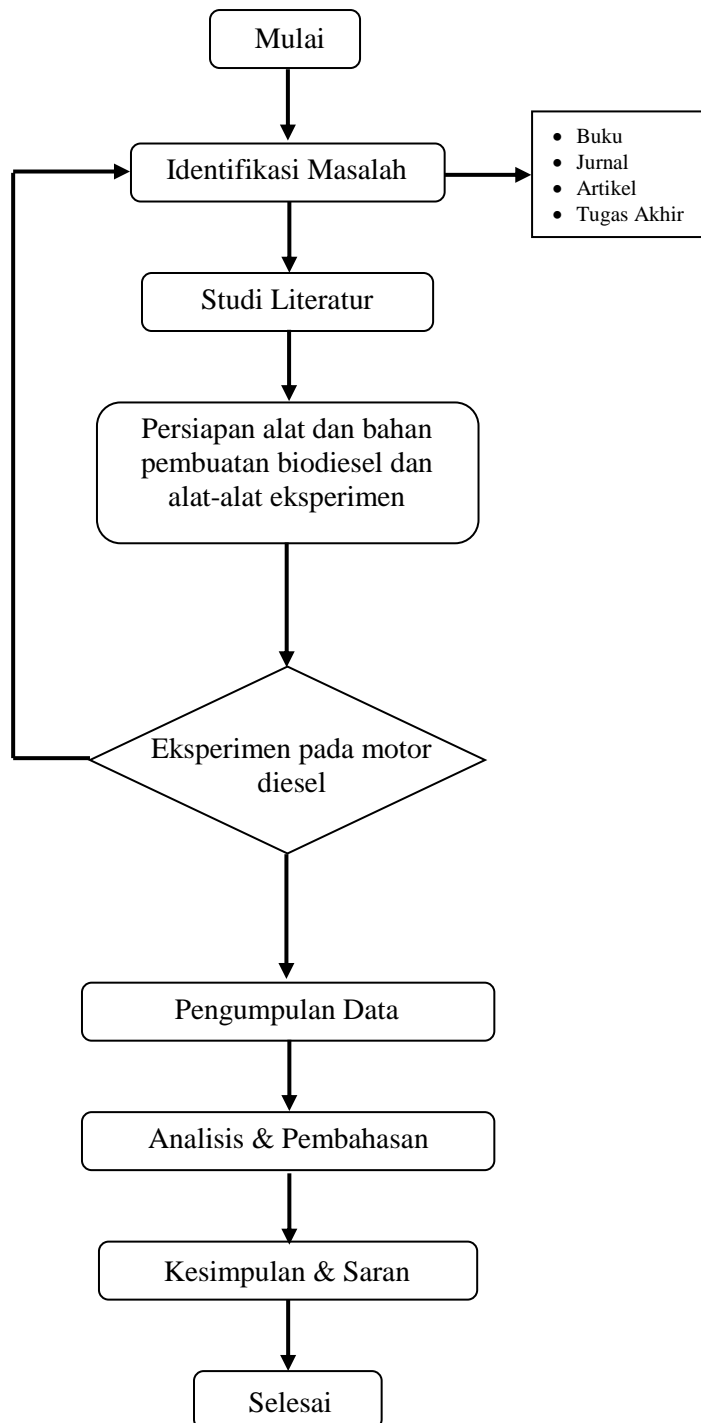 Mulai
Identifikasi Masalah
• Buku
• Jurnal
• Artikel
• Tugas Akhir
Studi Literatur
Persiapan alat dan bahan
pembuatan biodiesel dan
alat-alat eksperimen
Eksperimen pada motor
diesel
Pengumpulan Data
Analisis & Pembahasan
Kesimpulan & Saran
Selesai